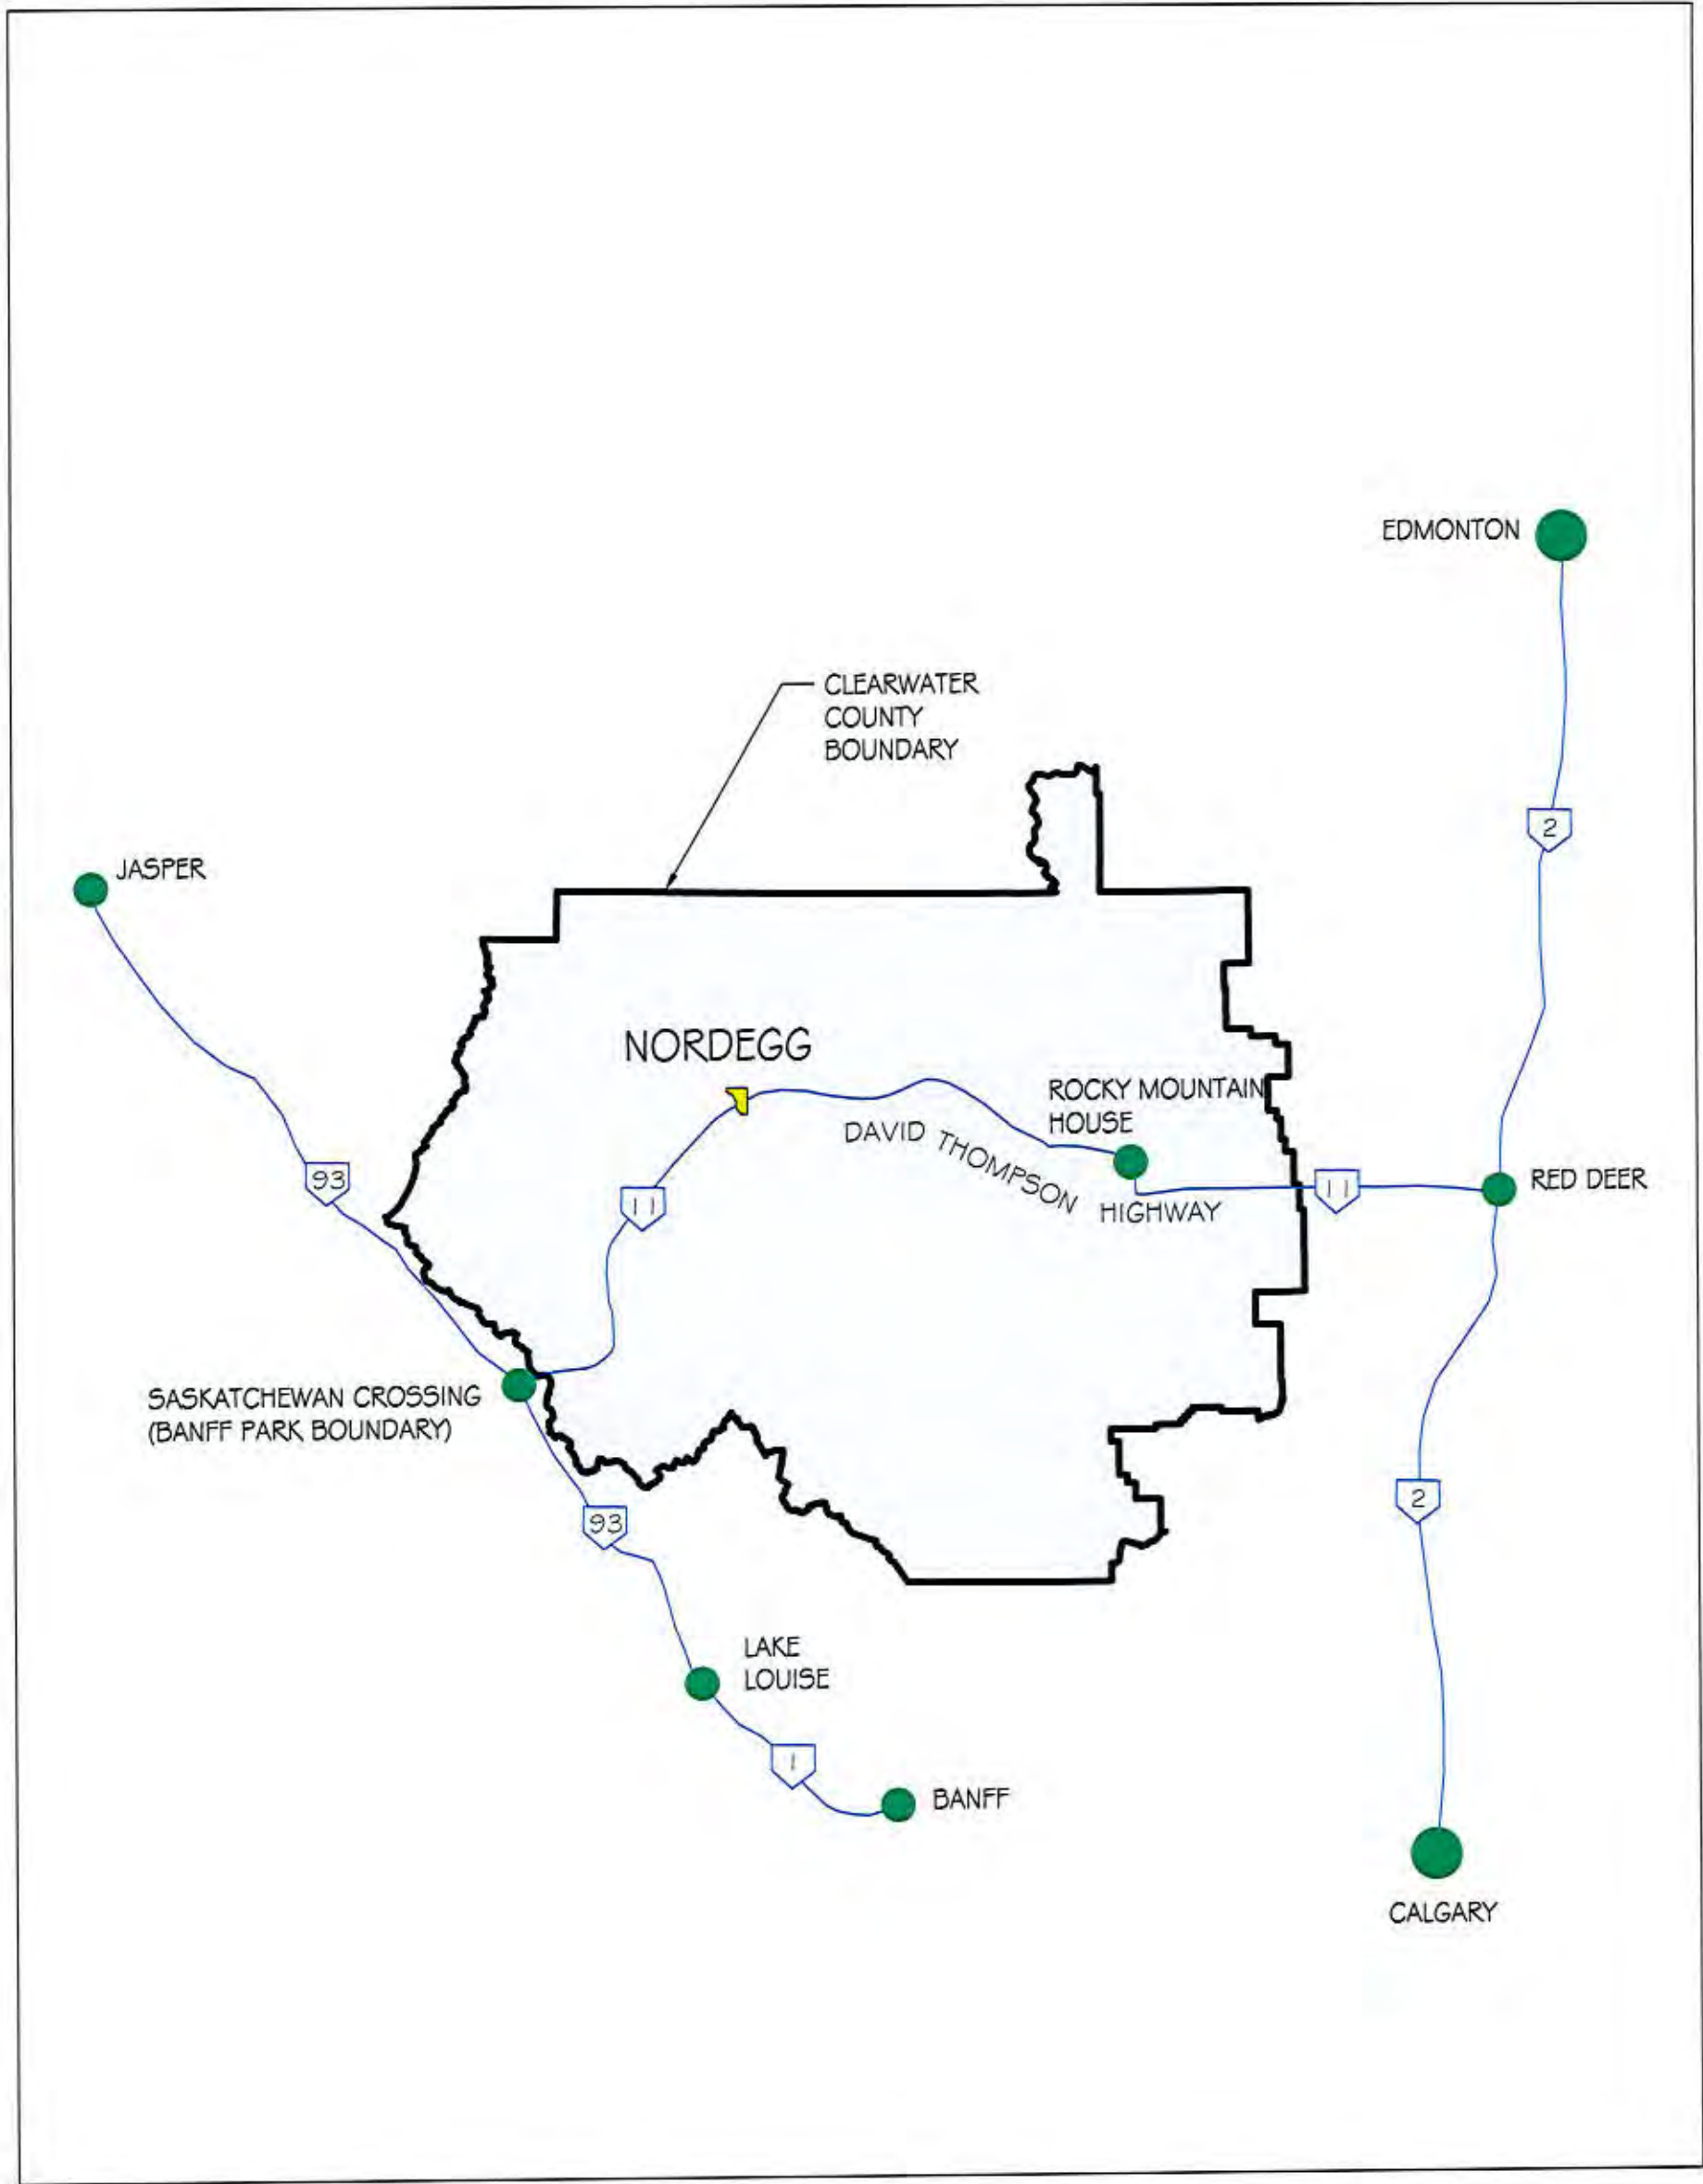 EDMONTON
CLEARWATER
COUNTY
BOUNDARY
2
JASPER
NORDEGG
ROCKY MOUNTAIN
HOUSE
DAVID THOMPSON HIGHWAY
93
11
11
RED DEER
SASKATCHEWAN CROSSING
(BANFF PARK BOUNDARY)
93
2
LAKE
LOUISE
1
BANFF
CALGARY